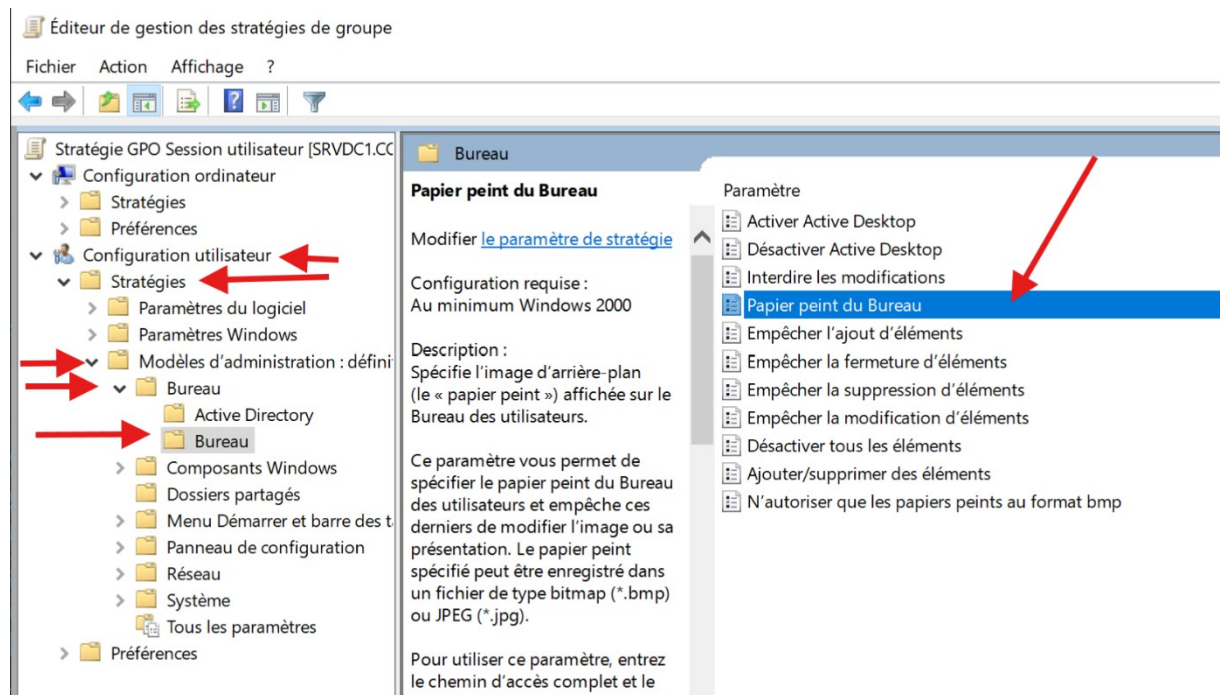 Éditeur de gestion des stratégies de groupe
Fichier Action Affichage ?
Stratégie GPO Session utilisateur [SRVDC1.CC
Configuration ordinateur
Stratégies
Préférences
Configuration utilisateur
Stratégies
Paramètres du logiciel
Paramètres Windows
Modèles d'administration : défini
Bureau
Active Directory
Bureau
Composants Windows
Dossiers partagés
Menu Démarrer et barre des t
Panneau de configuration
Réseau
Système
Tous les paramètres
Préférences
Bureau
Papier peint du Bureau
Modifier le paramètre de stratégie
Configuration requise :
Au minimum Windows 2000
Description :
Spécifie l'image d'arrière-plan
(le « papier peint ») affichée sur le
Bureau des utilisateurs.
Ce paramètre vous permet de
spécifier le papier peint du Bureau
des utilisateurs et empêche ces
derniers de modifier l'image ou sa
présentation. Le papier peint
spécifié peut être enregistré dans
un fichier de type bitmap (*.bmp)
ou JPEG (*.jpg).
Pour utiliser ce paramètre, entrez
le chemin d'accès complet et le
Paramètre
Activer Active Desktop
Désactiver Active Desktop
Interdire les modifications
Papier peint du Bureau
Empêcher l'ajout d'éléments
Empêcher la fermeture d'éléments
Empêcher la suppression d'éléments
Empêcher la modification d'éléments
Désactiver tous les éléments
Ajouter/supprimer des éléments
N'autoriser que les papiers peints au format bmp